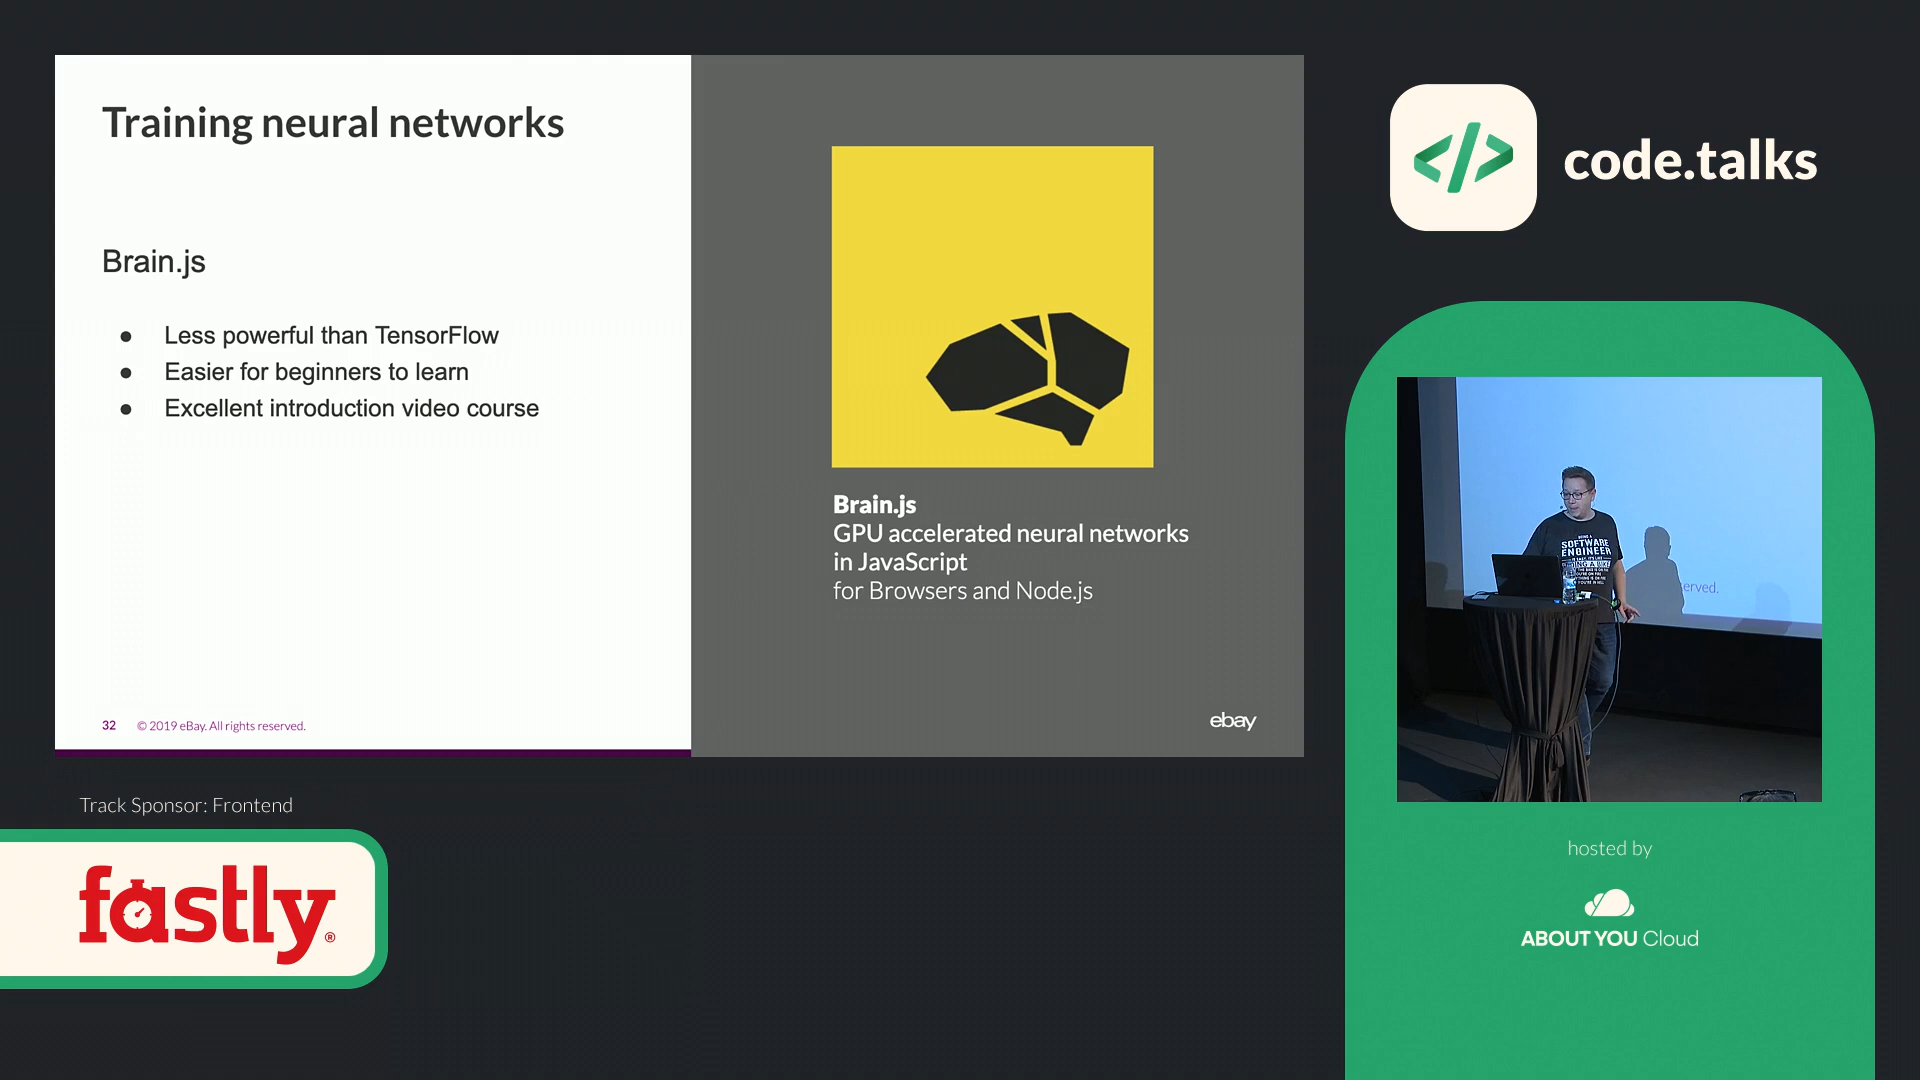 Training neural networks
Brain.js
● Less powerful than TensorFlow
● Easier for beginners to learn
● Excellent introduction video course
32 © 2019 eBay. All rights reserved.
Brain.js
GPU accelerated neural networks
in JavaScript
for Browsers and Node.js
ebay
</> code.talks
SOFTWARE
ENGINEER
erved.
Track Sponsor: Frontend
fastly®
hosted by
ABOUT YOU Cloud